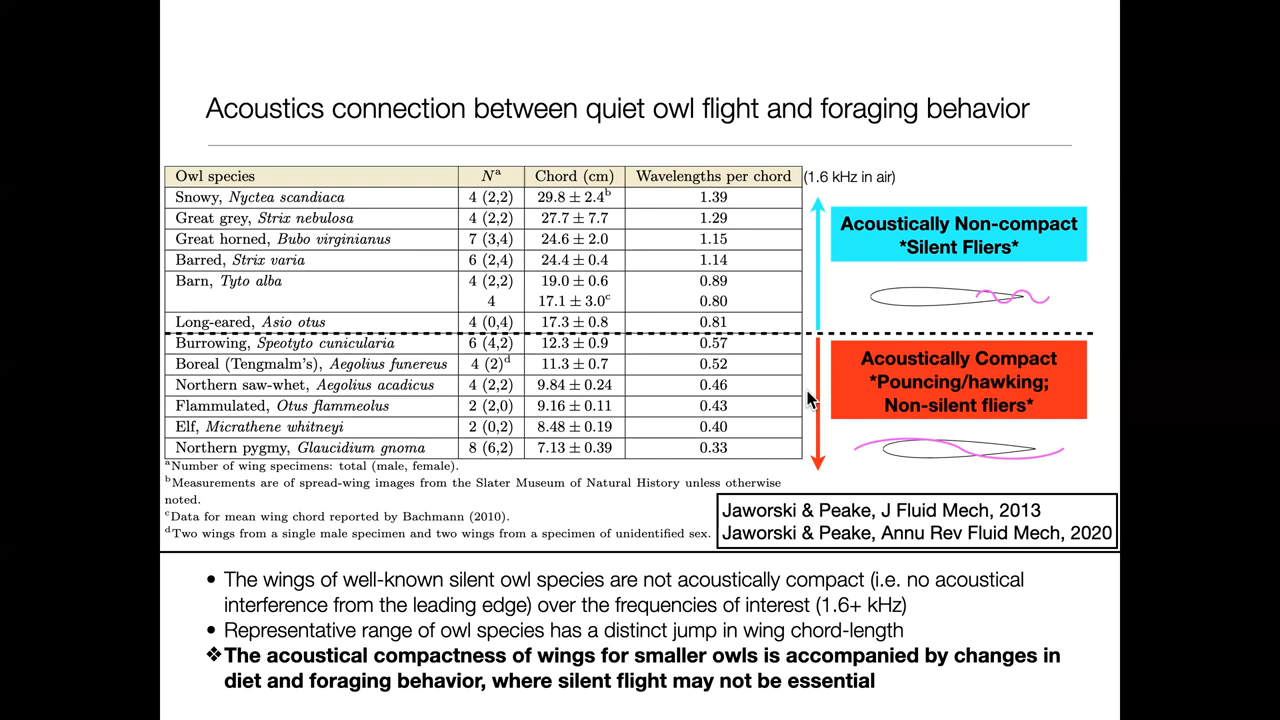 Acoustics connection between quiet owl flight and foraging behavior
Owl species Nᵃ Chord (cm) Wavelengths per chord (1.6 kHz in air)
Snowy, Nyctea scandiaca 4 (2,2) 29.8 ± 2.4ᵇ 1.39
Great grey, Strix nebulosa 4 (2,2) 27.7 ± 7.7 1.29
Great horned, Bubo virginianus 7 (3,4) 24.6 ± 2.0 1.15
Barred, Strix varia 6 (2,4) 24.4 ± 0.4 1.14
Barn, Tyto alba 4 (2,2) 19.0 ± 0.6 0.89
4 17.1 ± 3.0ᶜ 0.80
Long-eared, Asio otus 4 (0,4) 17.3 ± 0.8 0.81
Burrowing, Speotyto cunicularia 6 (4,2) 12.3 ± 0.9 0.57
Boreal (Tengmalm's), Aegolius funereus 4 (2)ᵈ 11.3 ± 0.7 0.52
Northern saw-whet, Aegolius acadicus 4 (2,2) 9.84 ± 0.24 0.46
Flammulated, Otus flammeolus 2 (2,0) 9.16 ± 0.11 0.43
Elf, Micrathene whitneyi 2 (0,2) 8.48 ± 0.19 0.40
Northern pygmy, Glaucidium gnoma 8 (6,2) 7.13 ± 0.39 0.33
ᵃNumber of wing specimens: total (male, female).
ᵇMeasurements are of spread-wing images from the Slater Museum of Natural History unless otherwise
noted.
ᶜData for mean wing chord reported by Bachmann (2010).
ᵈTwo wings from a single male specimen and two wings from a specimen of unidentified sex.
Acoustically Non-compact
*Silent Fliers*
Acoustically Compact
*Pouncing/hawking;
Non-silent fliers*
Jaworski & Peake, J Fluid Mech, 2013
Jaworski & Peake, Annu Rev Fluid Mech, 2020
• The wings of well-known silent owl species are not acoustically compact (i.e. no acoustical
interference from the leading edge) over the frequencies of interest (1.6+ kHz)
• Representative range of owl species has a distinct jump in wing chord-length
❖ The acoustical compactness of wings for smaller owls is accompanied by changes in
diet and foraging behavior, where silent flight may not be essential